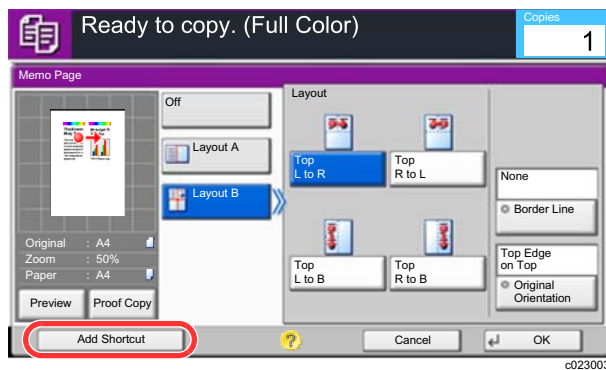 Ready to copy. (Full Color)
Copies
1
Memo Page
Off
Layout A
Layout B
Layout
Top
L to R
Top
R to L
Top
L to B
Top
R to B
None
Border Line
Top Edge
on Top
Original
Orientation
Original : A4
Zoom : 50%
Paper : A4
Preview
Proof Copy
Add Shortcut
?
Cancel
OK
c023003